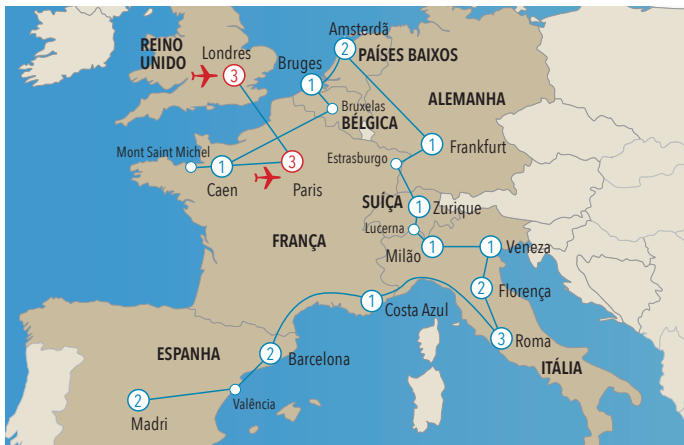 Amsterdã
REINO
UNIDO
Londres
2
PAÍSES BAIXOS
Bruges
3
1
ALEMANHA
Bruxelas
BÉLGICA
Mont Saint Michel
1
Caen
3
Paris
1
Frankfurt
Estrasburgo
SUÍÇA
1
Zurique
Lucerna
FRANÇA
Milão
1
1
Veneza
2
Florença
1
Costa Azul
3
Roma
ESPANHA
2
Barcelona
ITÁLIA
2
Madri
Valência